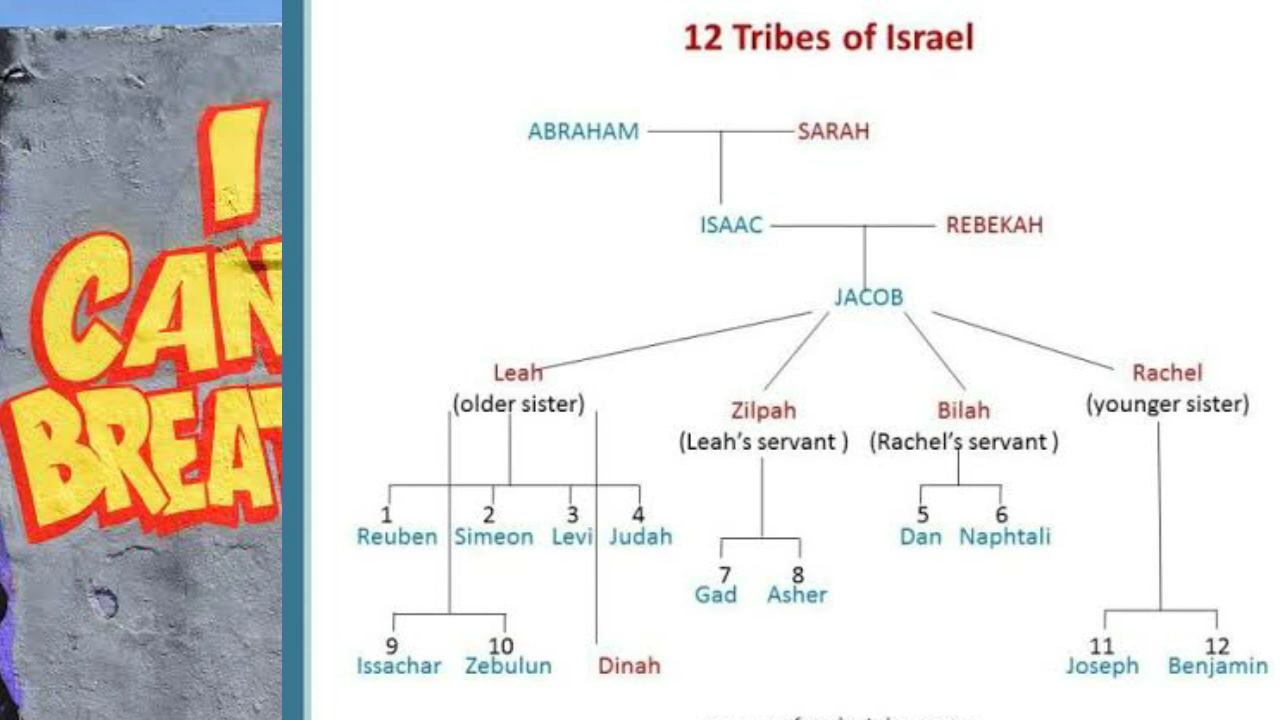 I
CAN
BREAT
12 Tribes of Israel
ABRAHAM SARAH
ISAAC REBEKAH
JACOB
Leah
(older sister)
Zilpah
(Leah's servant )
Bilah
(Rachel's servant )
Rachel
(younger sister)
1 2 3 4
Reuben Simeon Levi Judah
5 6
Dan Naphtali
7 8
Gad Asher
9 10
Issachar Zebulun Dinah
11 12
Joseph Benjamin